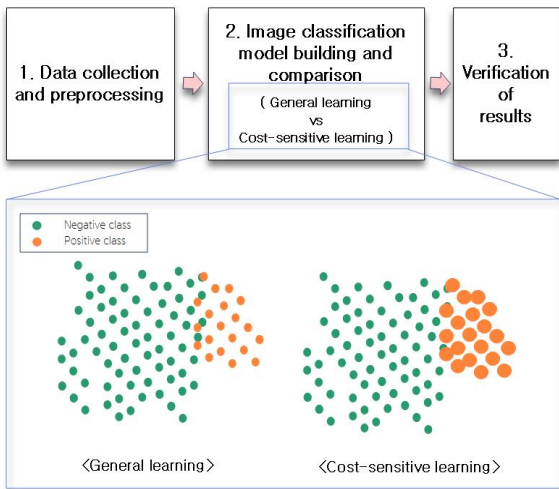 1. Data collection
and preprocessing
2. Image classification
model building and
comparison
( General learning
vs
Cost-sensitive learning )
3.
Verification
of
results
Negative class
Positive class
<General learning>
<Cost-sensitive learning>